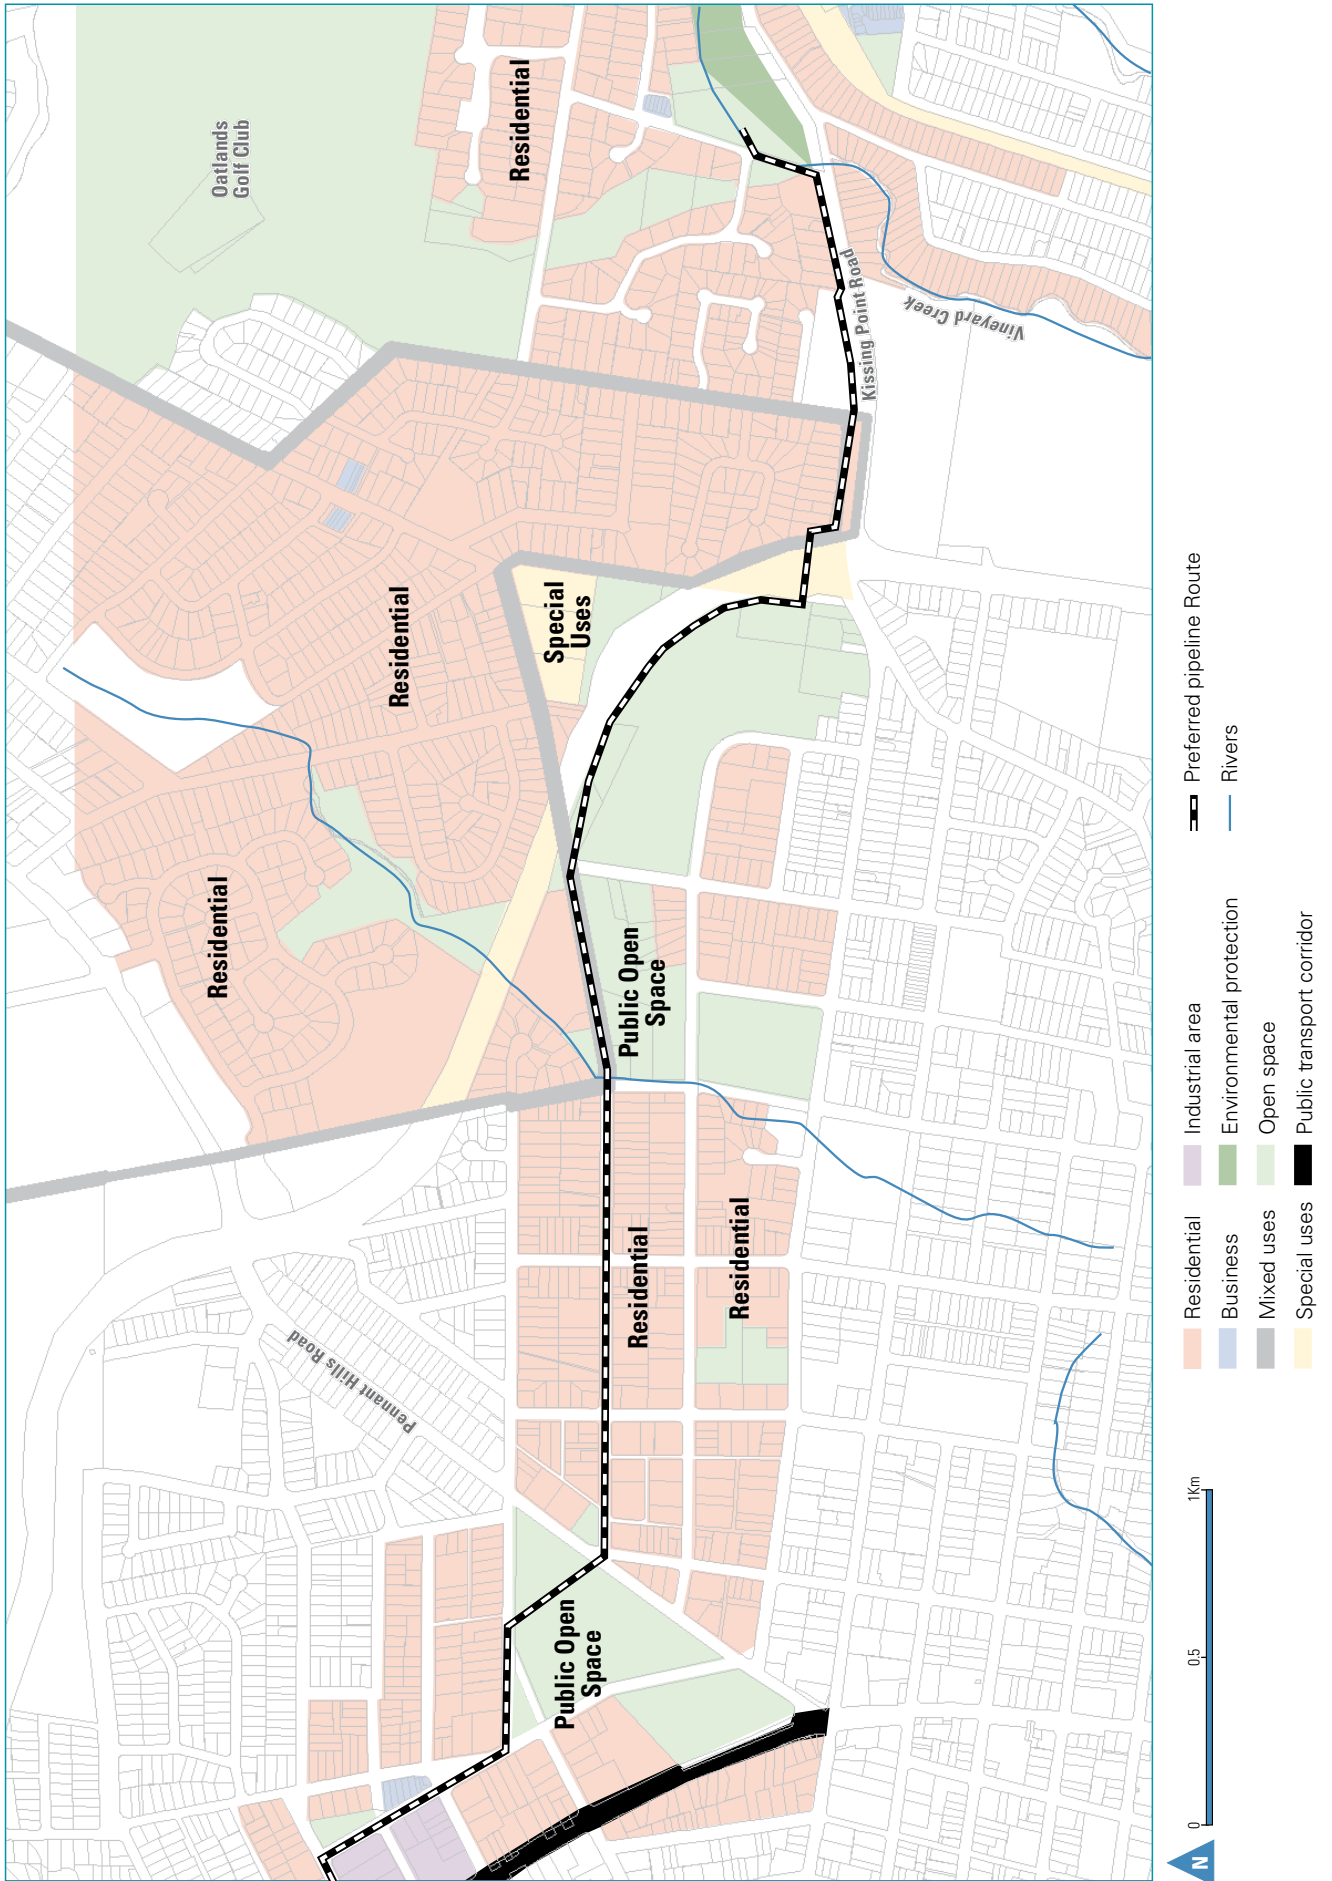 Oatlands
Golf Club
Residential
Kissing Point Road
Vineyard Creek
Residential
Special
Uses
Residential
Public Open
Space
Residential
Residential
Pennant Hills Road
Public Open
Space
Residential
Business
Mixed uses
Special uses
Industrial area
Environmental protection
Open space
Public transport corridor
Preferred pipeline Route
Rivers
N
0
0.5
1Km